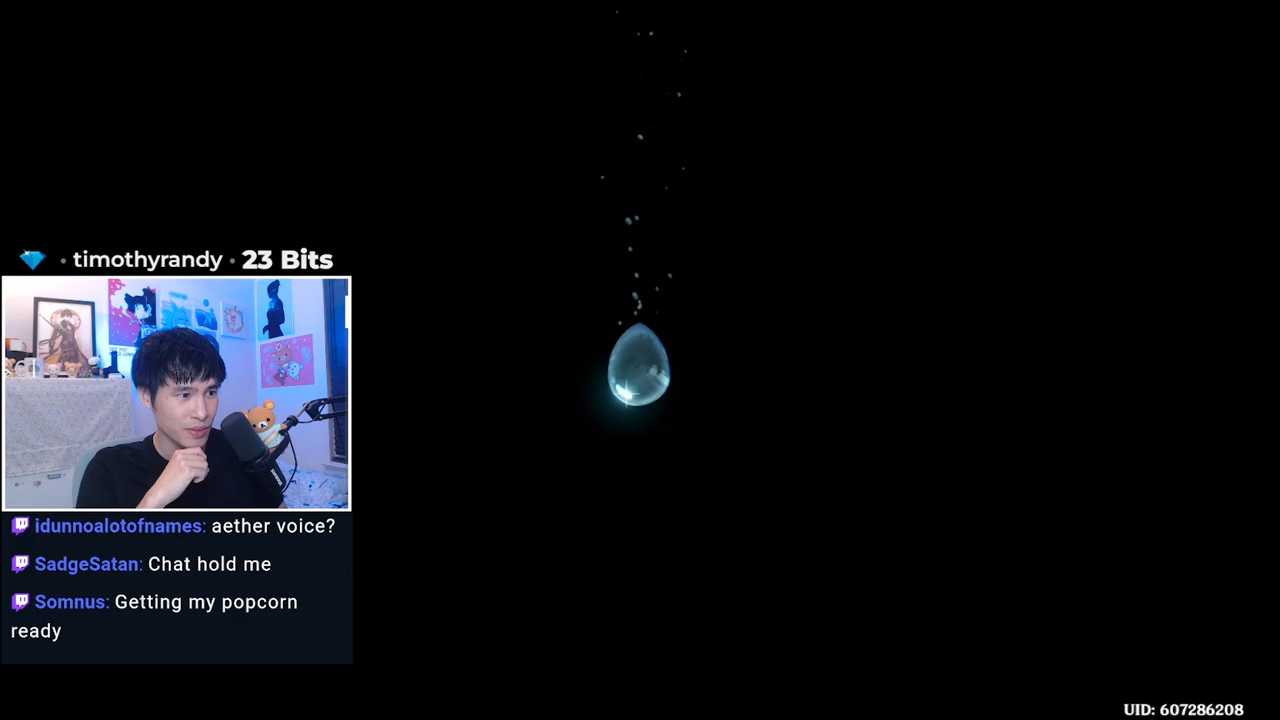 timothyrandy • 23 Bits
idunnoalotofnames: aether voice?
SadgeSatan: Chat hold me
Somnus: Getting my popcorn
ready
UID: 607286208